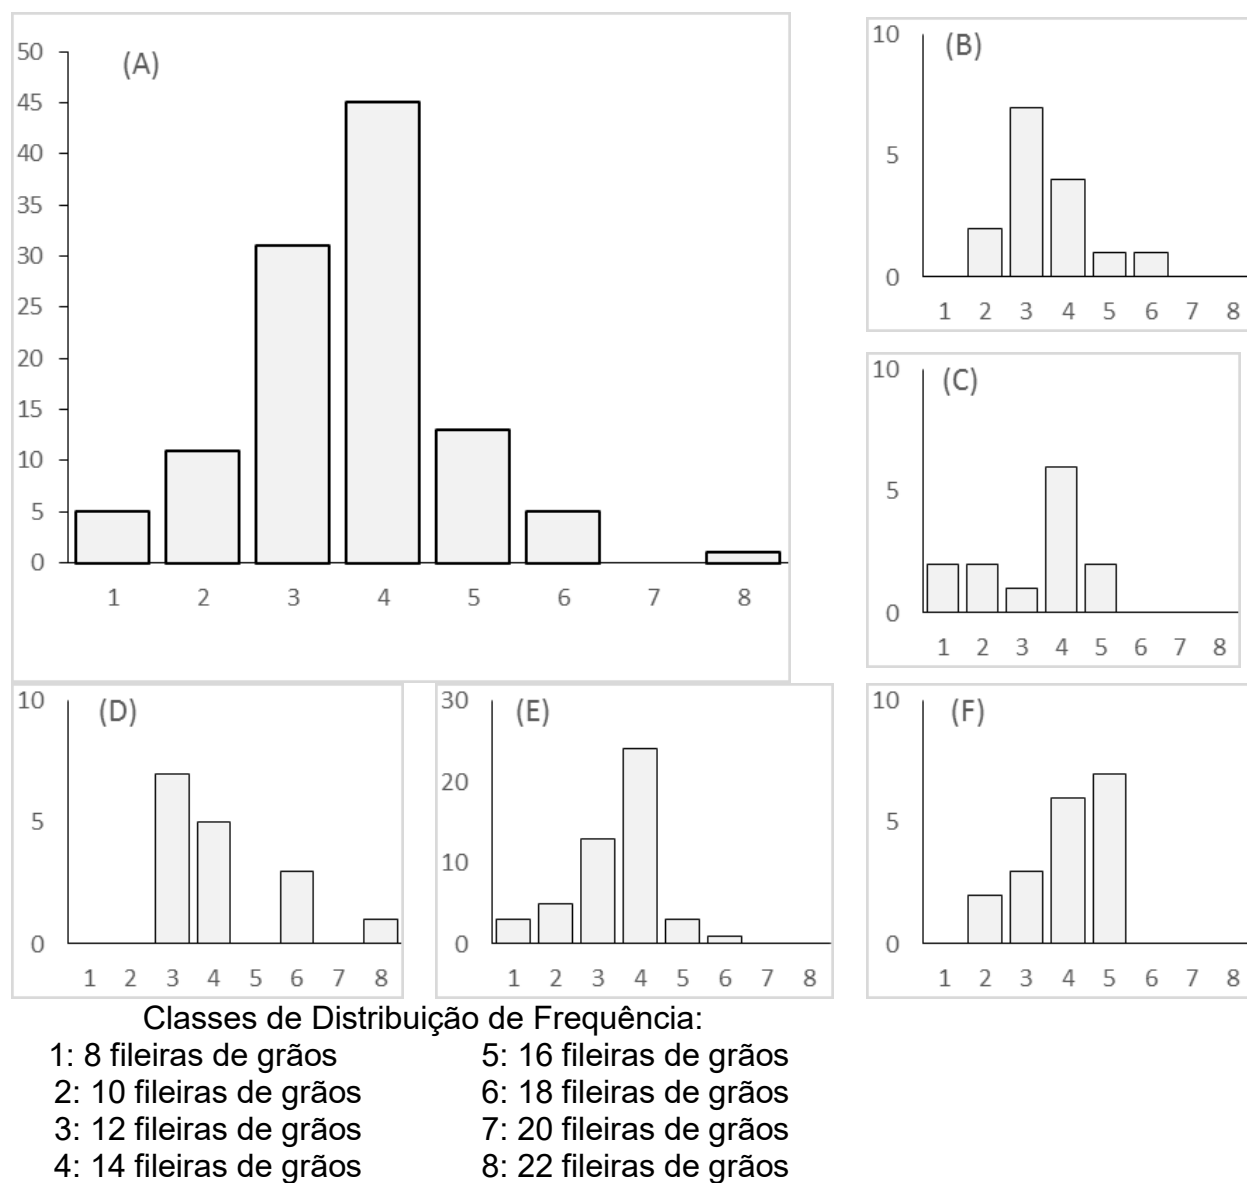 (A)
50
45
40
35
30
25
20
15
10
5
0
1 2 3 4 5 6 7 8
(B)
10
5
0
1 2 3 4 5 6 7 8
(C)
10
5
0
1 2 3 4 5 6 7 8
(D)
10
5
0
1 2 3 4 5 6 7 8
(E)
30
20
10
0
1 2 3 4 5 6 7 8
(F)
10
5
0
1 2 3 4 5 6 7 8
Classes de Distribuição de Frequência:
1: 8 fileiras de grãos 5: 16 fileiras de grãos
2: 10 fileiras de grãos 6: 18 fileiras de grãos
3: 12 fileiras de grãos 7: 20 fileiras de grãos
4: 14 fileiras de grãos 8: 22 fileiras de grãos